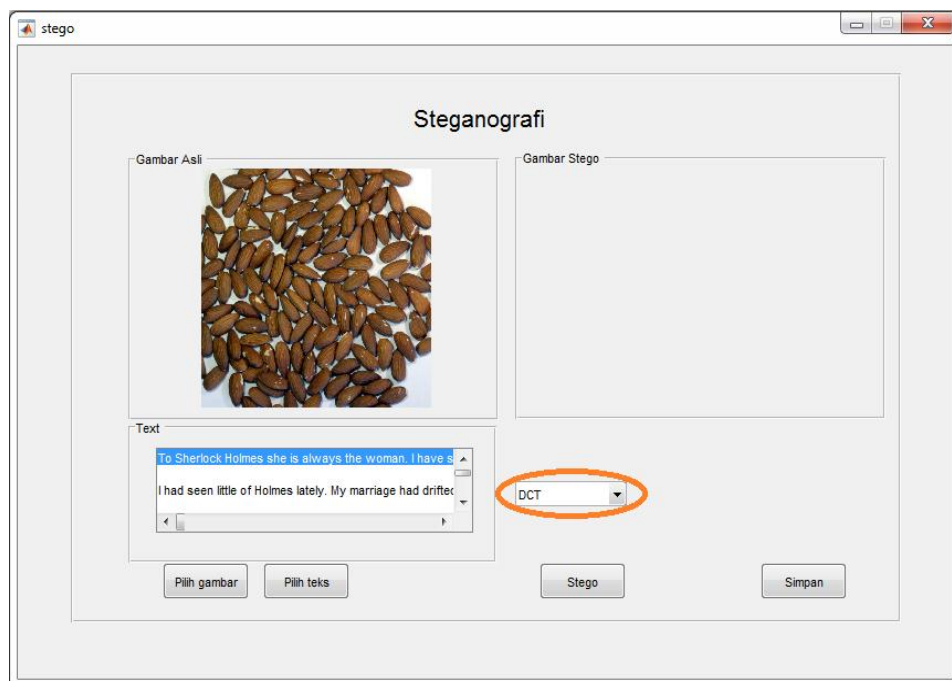 stego
Steganografi
Gambar Asli
Gambar Stego
Text
To Sherlock Holmes she is always the woman. I have s
I had seen little of Holmes lately. My marriage had drifted
DCT
Pilih gambar
Pilih teks
Stego
Simpan